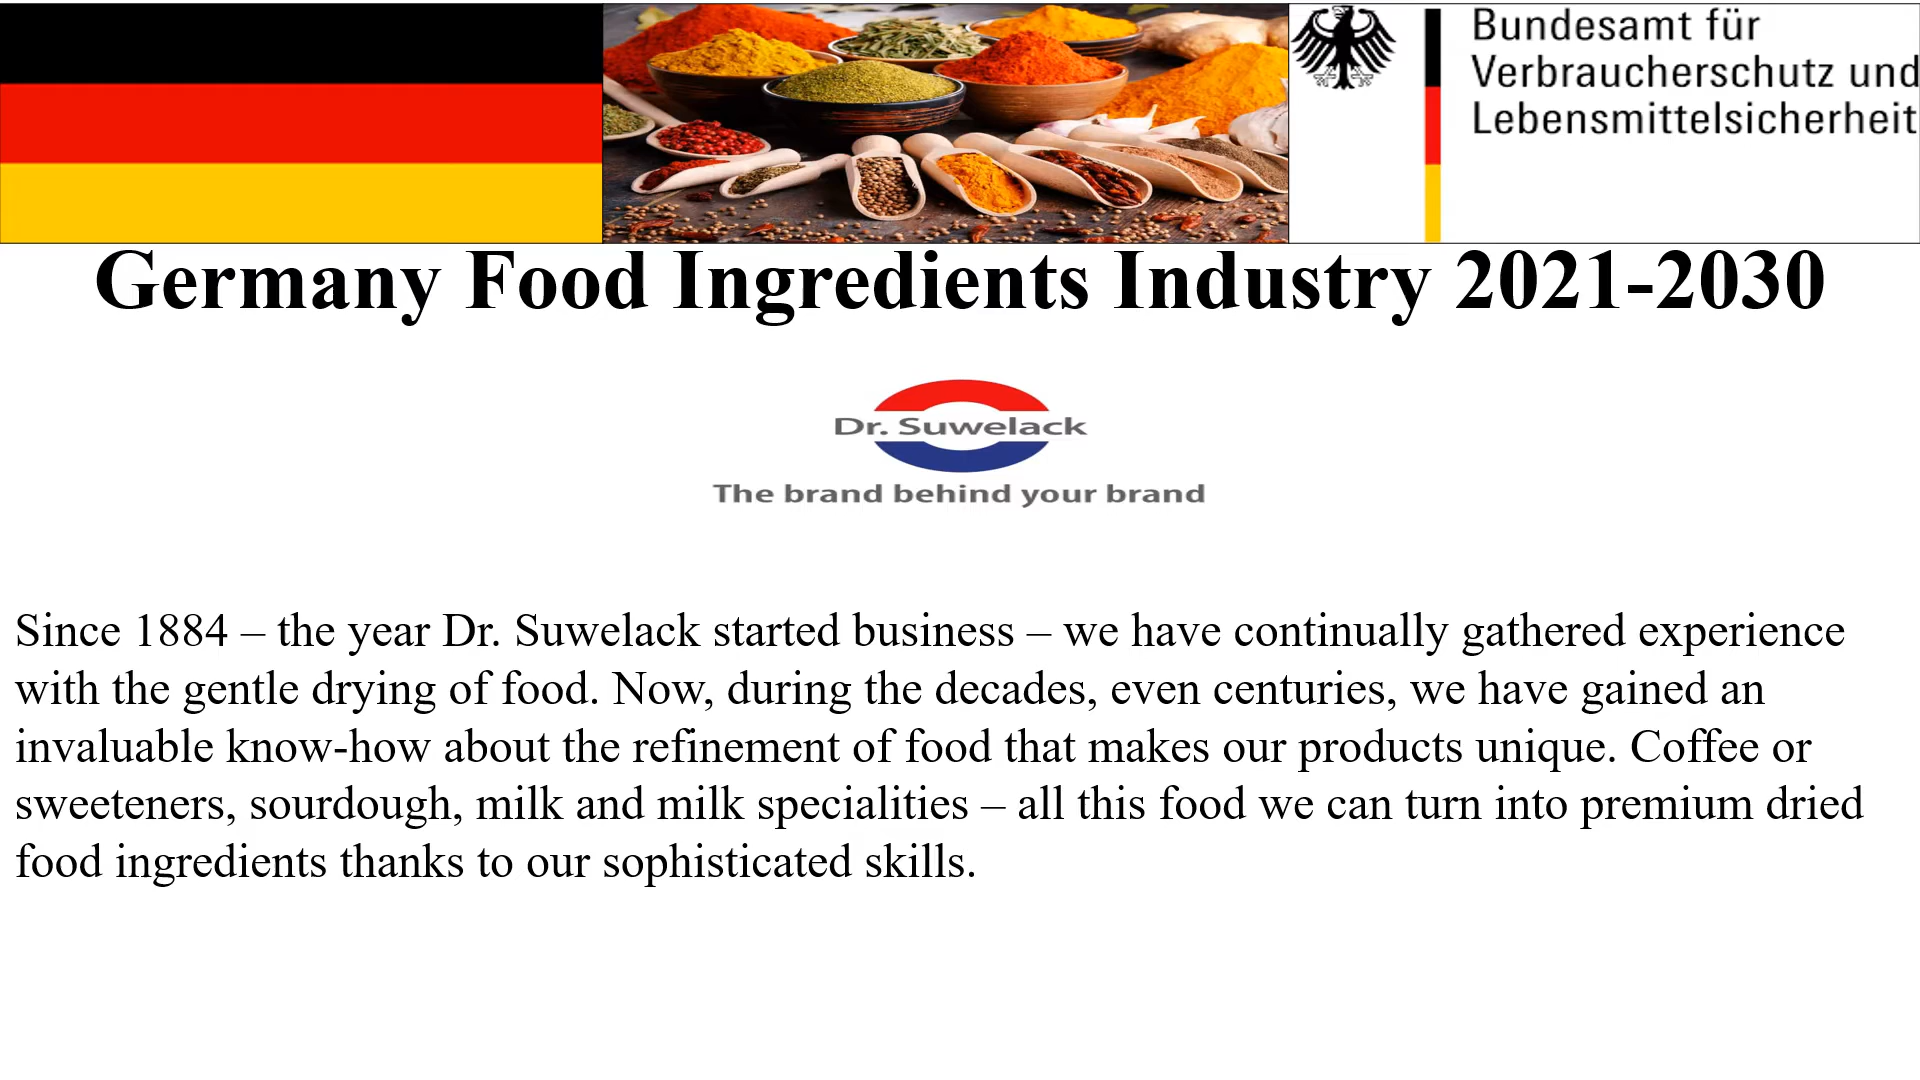 Bundesamt für
Verbraucherschutz und
Lebensmittelsicherheit
Germany Food Ingredients Industry 2021-2030
Dr. Suwelack
The brand behind your brand
Since 1884 – the year Dr. Suwelack started business – we have continually gathered experience
with the gentle drying of food. Now, during the decades, even centuries, we have gained an
invaluable know-how about the refinement of food that makes our products unique. Coffee or
sweeteners, sourdough, milk and milk specialities – all this food we can turn into premium dried
food ingredients thanks to our sophisticated skills.